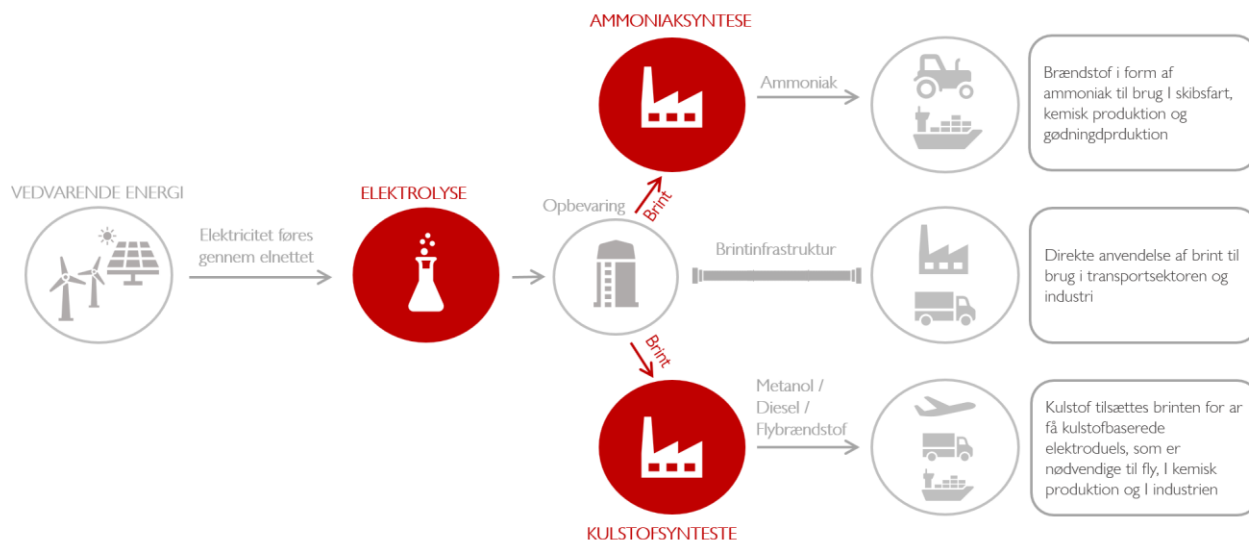 AMMONIAKSYNTESE
Ammoniak
Brændstof i form af
ammoniak til brug I skibsfart,
kemisk produktion og
gødningdprduktion
VEDVARENDE ENERGI
Elektricitet føres
gennem elnettet
ELEKTROLYSE
Opbevaring
Brint
Brintinfrastruktur
Direkte anvendelse af brint til
brug i transportsektoren og
industri
Brint
Metanol /
Diesel /
Flybrændstof
Kulstof tilsættes brinten for ar
få kulstofbaserede
elektroduels, som er
nødvendige til fly, I kemisk
produktion og I industrien
KULSTOFSYNTESTE